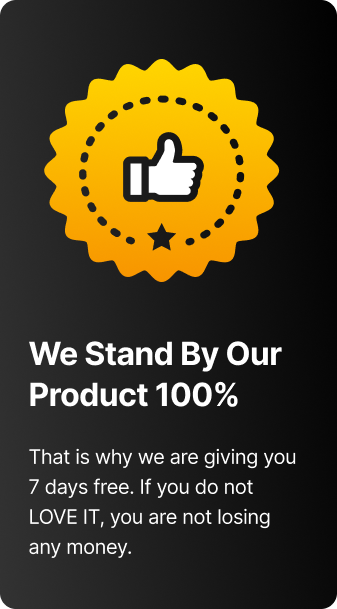 We Stand By Our
Product 100%
That is why we are giving you
7 days free. If you do not
LOVE IT, you are not losing
any money.